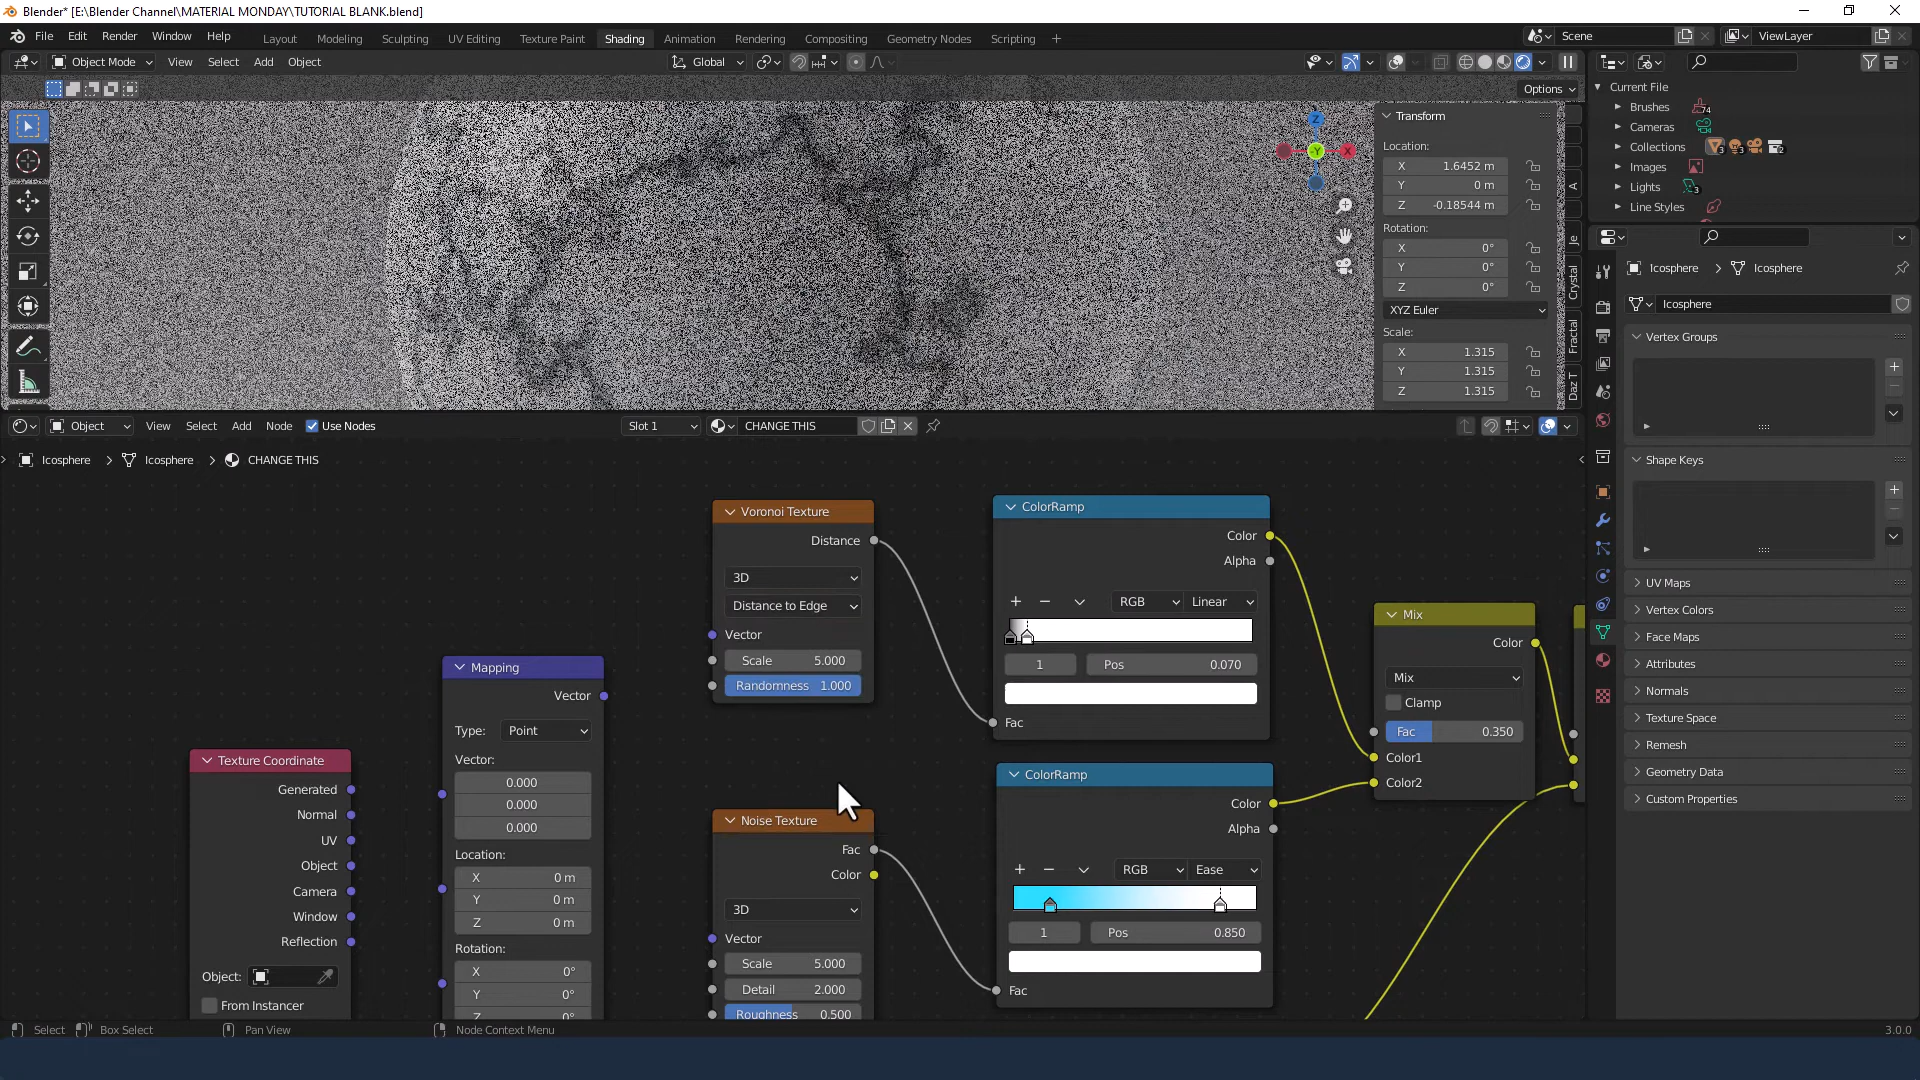 Blender* [E:\Blender Channel\MATERIAL MONDAY\TUTORIAL BLANK.blend]
File Edit Render Window Help Layout Modeling Sculpting UV Editing Texture Paint Shading Animation Rendering Compositing Geometry Nodes Scripting + Scene ViewLayer
Object Mode View Select Add Object Global
Options
Transform
Location:
X 1.6452 m
Y 0 m
Z -0.18544 m
Rotation:
X 0°
Y 0°
Z 0°
XYZ Euler
Scale:
X 1.315
Y 1.315
Z 1.315
Z
Y
X
A
Je
Crystal
Fractal
Daz T
Current File
Brushes 74
Cameras
Collections 3 3 2
Images
Lights 3
Line Styles
Icosphere > Icosphere
Icosphere
Vertex Groups
Shape Keys
UV Maps
Vertex Colors
Face Maps
Attributes
Normals
Texture Space
Remesh
Geometry Data
Custom Properties
Object View Select Add Node Use Nodes Slot 1 CHANGE THIS
Icosphere > Icosphere > CHANGE THIS
Texture Coordinate
Generated
Normal
UV
Object
Camera
Window
Reflection
Object:
From Instancer
Mapping
Vector
Type: Point
Vector:
0.000
0.000
0.000
Location:
X 0 m
Y 0 m
Z 0 m
Rotation:
X 0°
Y 0°
Z 0°
Voronoi Texture
Distance
3D
Distance to Edge
Vector
Scale 5.000
Randomness 1.000
Noise Texture
Fac
Color
3D
Vector
Scale 5.000
Detail 2.000
Roughness 0.500
ColorRamp
Color
Alpha
RGB Linear
1 Pos 0.070
Fac
ColorRamp
Color
Alpha
RGB Ease
1 Pos 0.850
Fac
Mix
Color
Mix
Clamp
Fac 0.350
Color1
Color2
Select Box Select Pan View Node Context Menu 3.0.0